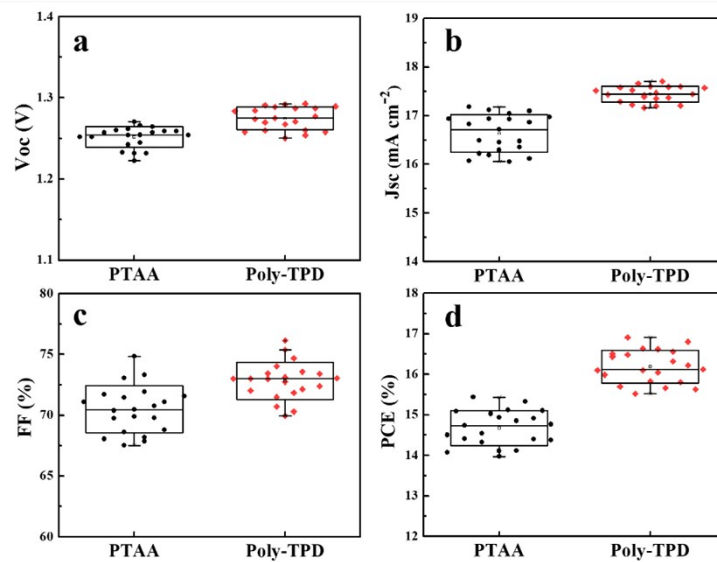 a
Voc (V)
1.4
1.3
1.2
1.1
PTAA Poly-TPD
b
Jsc (mA cm⁻²)
19
18
17
16
15
14
PTAA Poly-TPD
c
FF (%)
80
75
70
65
60
PTAA Poly-TPD
d
PCE (%)
18
17
16
15
14
13
12
PTAA Poly-TPD